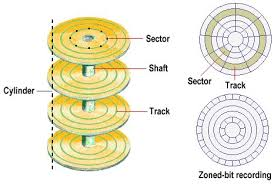 Sector
Shaft
Cylinder
Track
Sector
Track
Zoned-bit recording